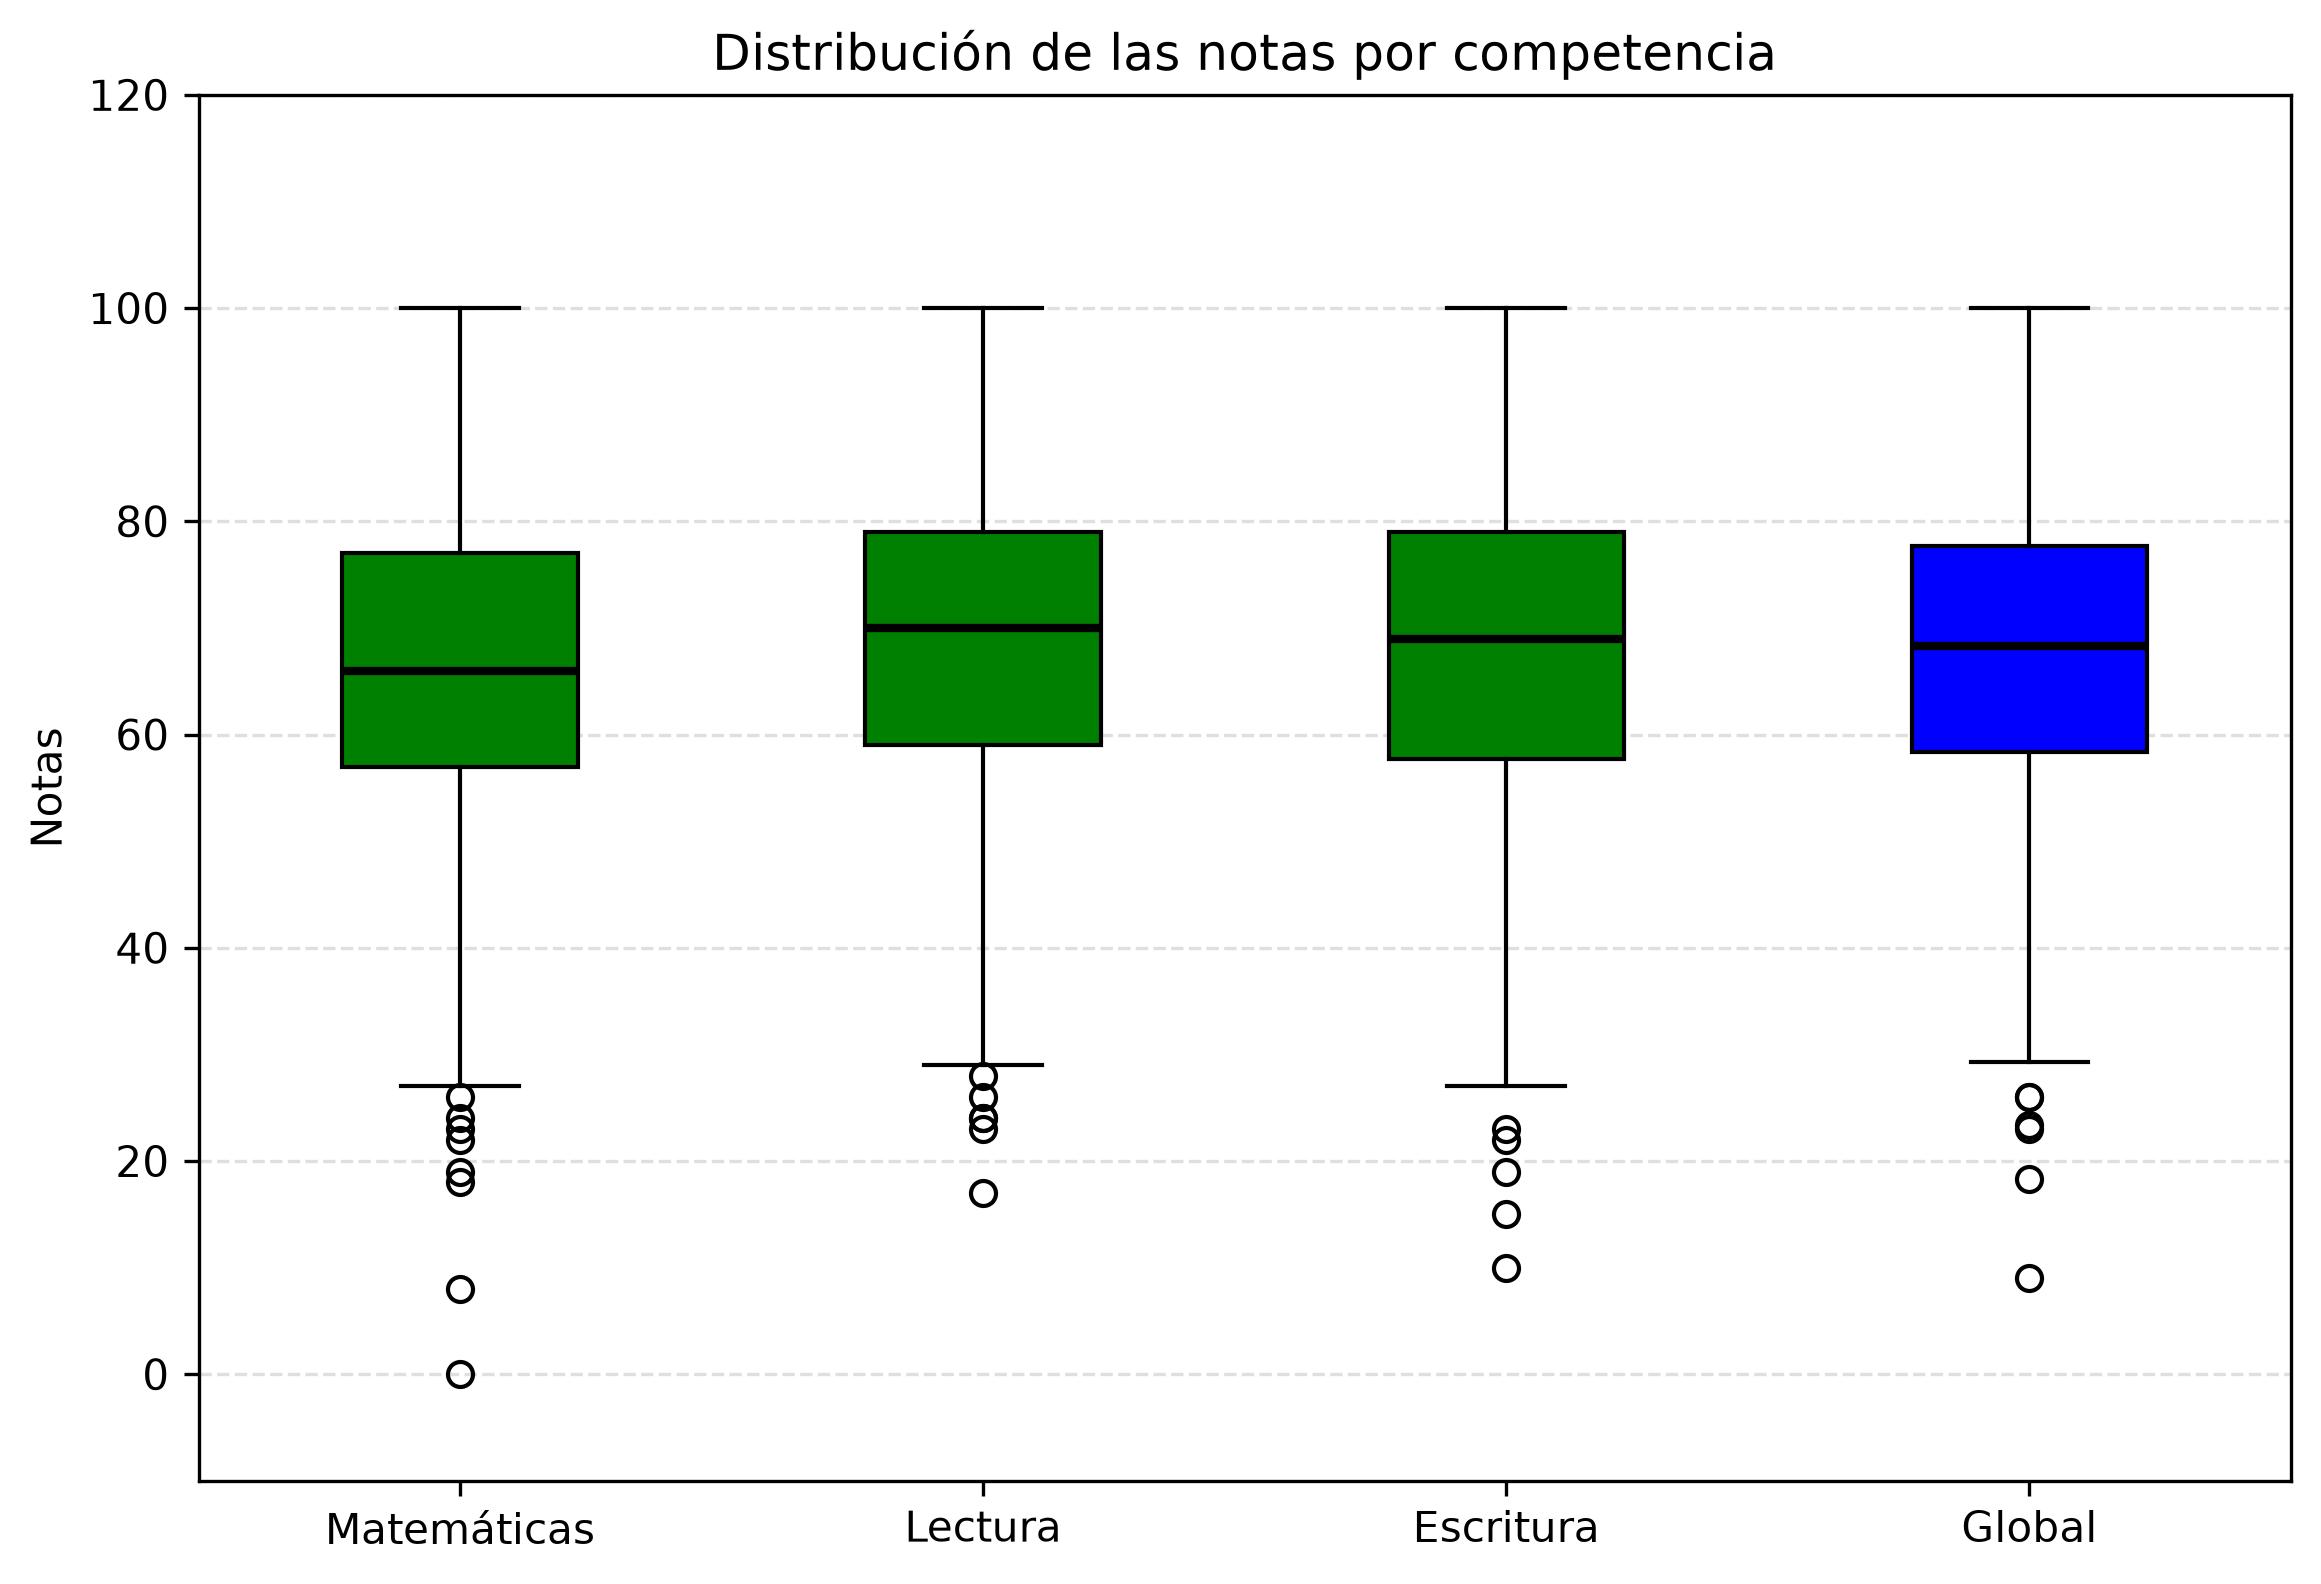 Distribución de las notas por competencia
120
100
80
60
40
20
0
Notas
Matemáticas
Lectura
Escritura
Global